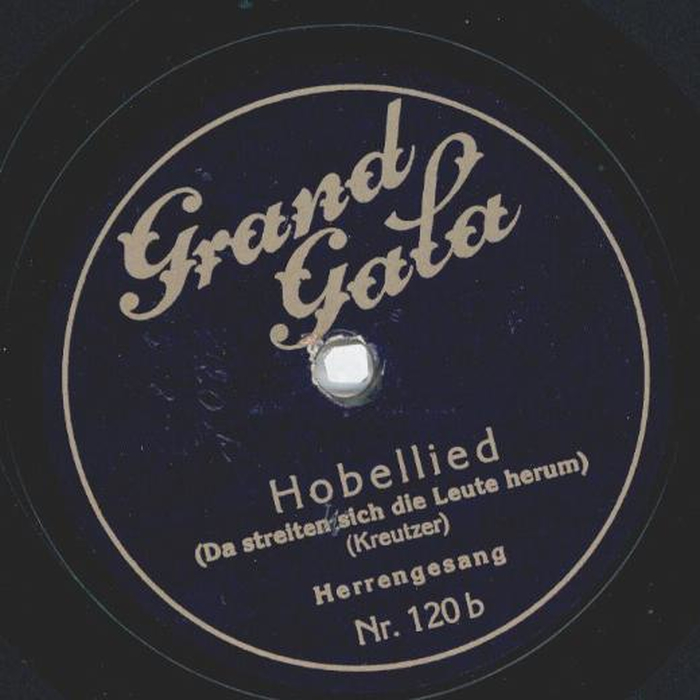 Grand
Gala
Hobellied
(Da streiten sich die Leute herum)
(Kreutzer)
Herrengesang
Nr. 120 b